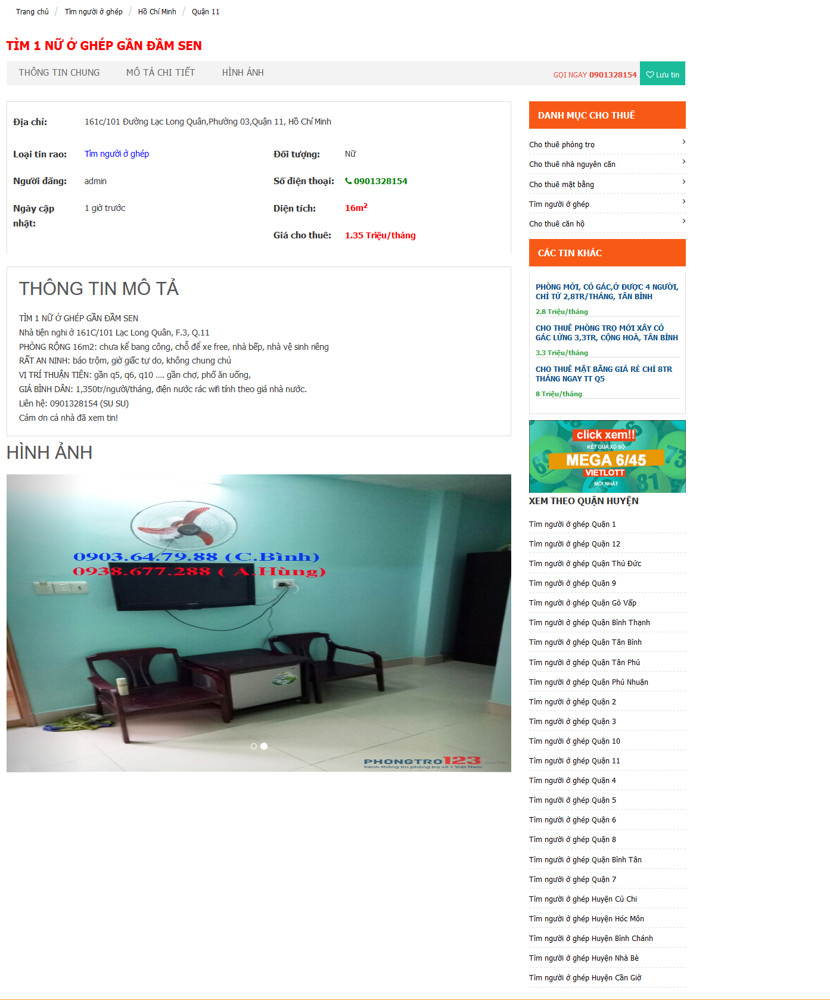 Trang chủ / Tìm người ở ghép / Hồ Chí Minh / Quận 11
TÌM 1 NỮ Ở GHÉP GẦN ĐẦM SEN
THÔNG TIN CHUNG MÔ TẢ CHI TIẾT HÌNH ẢNH GỌI NGAY 0901328154 Lưu tin
Địa chỉ: 161c/101 Đường Lạc Long Quân,Phường 03,Quận 11, Hồ Chí Minh
Loại tin rao: Tìm người ở ghép Đối tượng: Nữ
Người đăng: admin Số điện thoại: 0901328154
Ngày cập nhật: 1 giờ trước Diện tích: 16m²
Giá cho thuê: 1.35 Triệu/tháng
THÔNG TIN MÔ TẢ
TÌM 1 NỮ Ở GHÉP GẦN ĐẦM SEN
Nhà tiện nghi ở 161C/101 Lạc Long Quân, F.3, Q.11
PHÒNG RỘNG 16m2: chưa kể bang công, chỗ để xe free, nhà bếp, nhà vệ sinh riêng
RẤT AN NINH: báo trộm, giờ giấc tự do, không chung chủ
VỊ TRÍ THUẬN TIỆN: gần q5, q6, q10 .... gần chợ, phố ăn uống,
GIÁ BÌNH DÂN: 1,350tr/người/tháng, điện nước rác wifi tính theo giá nhà nước.
Liên hệ: 0901328154 (SU SU)
Cám ơn cả nhà đã xem tin!
HÌNH ẢNH
0903.64.79.88 (C.Bình)
0938.677.288 ( A.Hùng)
PHONGTRO123.com
Kênh thông tin phòng trọ số 1 Việt Nam
DANH MỤC CHO THUÊ
Cho thuê phòng trọ
Cho thuê nhà nguyên căn
Cho thuê mặt bằng
Tìm người ở ghép
Cho thuê căn hộ
CÁC TIN KHÁC
PHÒNG MỚI, CÓ GÁC,Ở ĐƯỢC 4 NGƯỜI,
CHỈ TỪ 2,8TR/THÁNG, TÂN BÌNH
2.8 Triệu/tháng
CHO THUÊ PHÒNG TRỌ MỚI XÂY CÓ
GÁC LỬNG 3,3TR, CỘNG HOÀ, TÂN BÌNH
3.3 Triệu/tháng
CHO THUÊ MẶT BẰNG GIÁ RẺ CHỈ 8TR
THÁNG NGAY TT Q5
8 Triệu/tháng
click xem!!
KẾT QUẢ XỔ SỐ
MEGA 6/45
VIETLOTT
MỚI NHẤT
XEM THEO QUẬN HUYỆN
Tìm người ở ghép Quận 1
Tìm người ở ghép Quận 12
Tìm người ở ghép Quận Thủ Đức
Tìm người ở ghép Quận 9
Tìm người ở ghép Quận Gò Vấp
Tìm người ở ghép Quận Bình Thạnh
Tìm người ở ghép Quận Tân Bình
Tìm người ở ghép Quận Tân Phú
Tìm người ở ghép Quận Phú Nhuận
Tìm người ở ghép Quận 2
Tìm người ở ghép Quận 3
Tìm người ở ghép Quận 10
Tìm người ở ghép Quận 11
Tìm người ở ghép Quận 4
Tìm người ở ghép Quận 5
Tìm người ở ghép Quận 6
Tìm người ở ghép Quận 8
Tìm người ở ghép Quận Bình Tân
Tìm người ở ghép Quận 7
Tìm người ở ghép Huyện Củ Chi
Tìm người ở ghép Huyện Hóc Môn
Tìm người ở ghép Huyện Bình Chánh
Tìm người ở ghép Huyện Nhà Bè
Tìm người ở ghép Huyện Cần Giờ